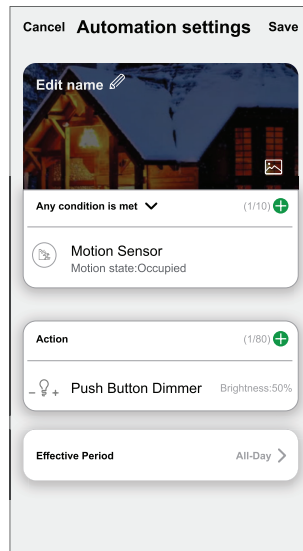 Cancel Automation settings Save
Edit name
Any condition is met (1/10)
Motion Sensor
Motion state:Occupied
Action (1/80)
Push Button Dimmer Brightness:50%
Effective Period All-Day